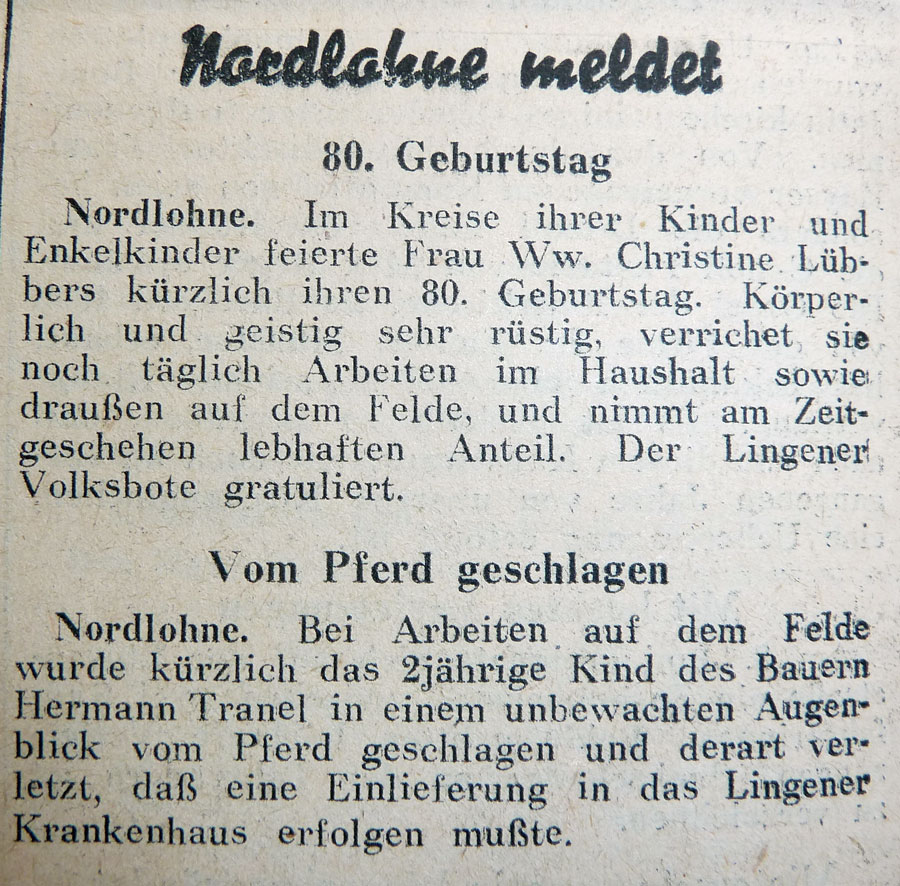 Nordlohne meldet
80. Geburtstag
Nordlohne. Im Kreise ihrer Kinder und
Enkelkinder feierte Frau Ww. Christine Lüb-
bers kürzlich ihren 80. Geburtstag. Körper-
lich und geistig sehr rüstig, verrichet sie
noch täglich Arbeiten im Haushalt sowie
draußen auf dem Felde, und nimmt am Zeit-
geschehen lebhaften Anteil. Der Lingener
Volksbote gratuliert.
Vom Pferd geschlagen
Nordlohne. Bei Arbeiten auf dem Felde
wurde kürzlich das 2jährige Kind des Bauern
Hermann Tranel in einem unbewachten Augen-
blick vom Pferd geschlagen und derart ver-
letzt, daß eine Einlieferung in das Lingener
Krankenhaus erfolgen mußte.